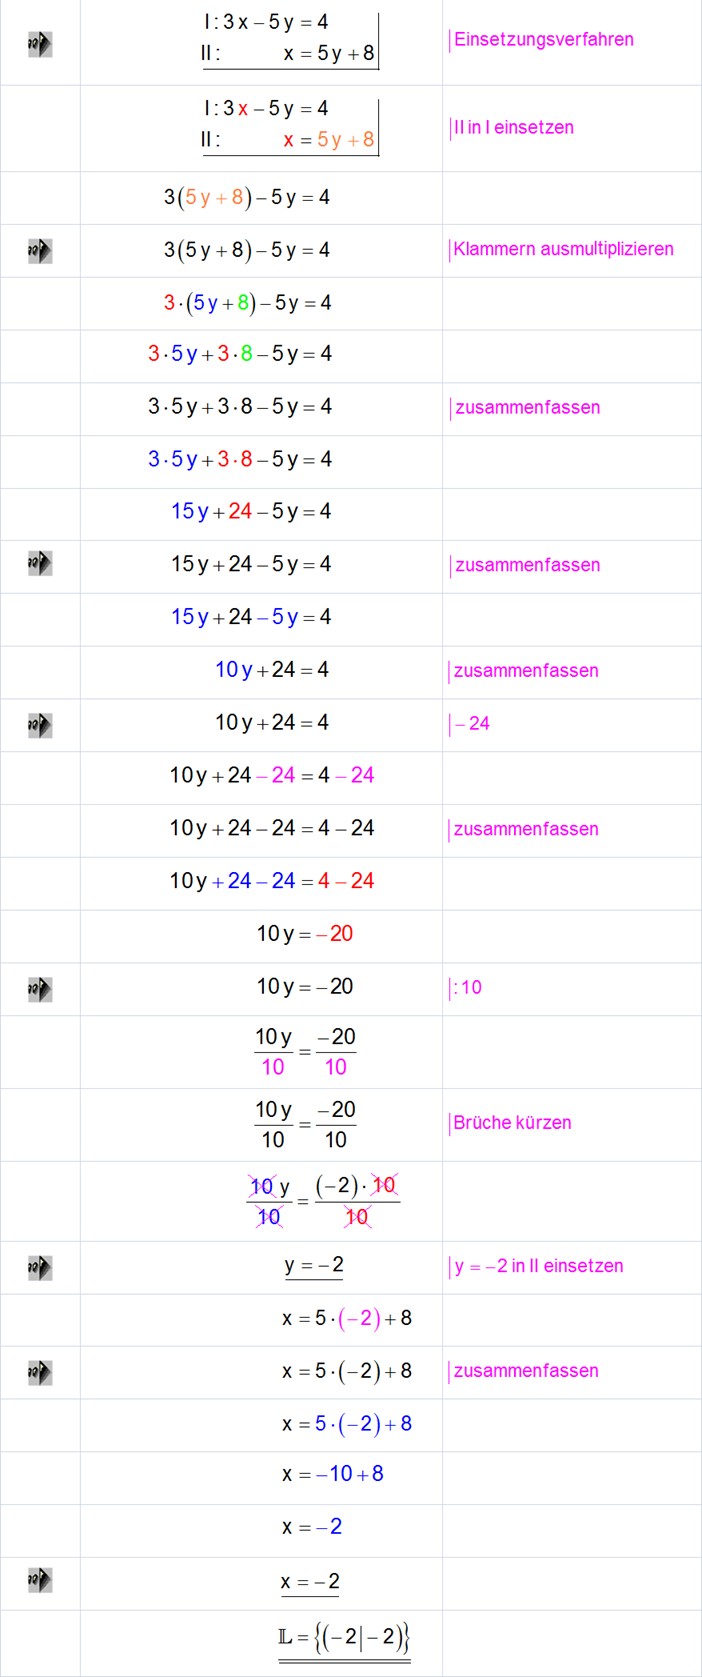 I : 3x − 5y = 4
II : x = 5y + 8 | Einsetzungsverfahren
I : 3x − 5y = 4
II : x = 5y + 8 | II in I einsetzen
3(5y + 8) − 5y = 4
3(5y + 8) − 5y = 4 | Klammern ausmultiplizieren
3 · (5y + 8) − 5y = 4
3 · 5y + 3 · 8 − 5y = 4
3 · 5y + 3 · 8 − 5y = 4 | zusammenfassen
3 · 5y + 3 · 8 − 5y = 4
15y + 24 − 5y = 4
15y + 24 − 5y = 4 | zusammenfassen
15y + 24 − 5y = 4
10y + 24 = 4 | zusammenfassen
10y + 24 = 4 | − 24
10y + 24 − 24 = 4 − 24
10y + 24 − 24 = 4 − 24 | zusammenfassen
10y + 24 − 24 = 4 − 24
10y = −20
10y = −20 | : 10
10y/10 = −20/10
10y/10 = −20/10 | Brüche kürzen
10y/10 = (−2) · 10/10
y = −2 | y = −2 in II einsetzen
x = 5 · (−2) + 8
x = 5 · (−2) + 8 | zusammenfassen
x = 5 · (−2) + 8
x = −10 + 8
x = −2
x = −2
𝕃 = {(−2 | −2)}